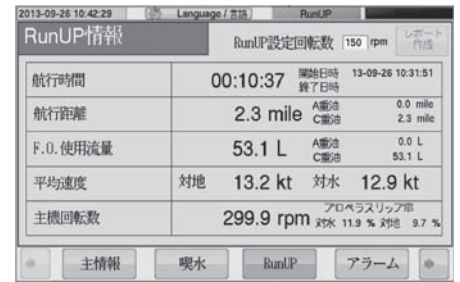 2013-09-26 10:42:29 Language / 言語 RunUP
RunUP情報 RunUP設定回転数 150 rpm レポート作成
航行時間 00:10:37 開始日時 13-09-26 10:31:51
終了日時
航行距離 2.3 mile A重油 0.0 mile
C重油 2.3 mile
F.O.使用流量 53.1 L A重油 0.0 L
C重油 53.1 L
平均速度 対地 13.2 kt 対水 12.9 kt
主機回転数 299.9 rpm プロペラスリップ率
対水 11.9 % 対地 9.7 %
主情報 喫水 RunUP アラーム